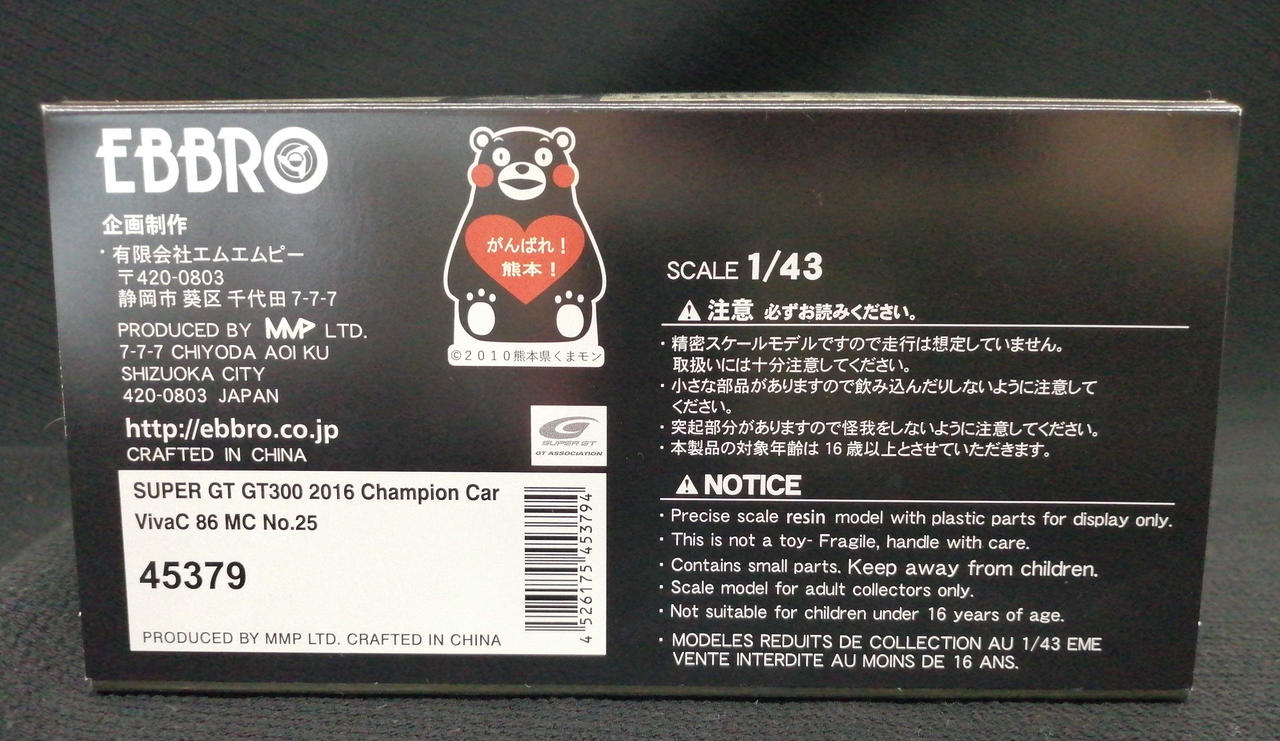 EBBRO
企画制作
・有限会社エムエムピー
〒420-0803
静岡市 葵区 千代田 7-7-7
PRODUCED BY MMP LTD.
7-7-7 CHIYODA AOI KU
SHIZUOKA CITY
420-0803 JAPAN
http://ebbro.co.jp
CRAFTED IN CHINA
がんばれ！
熊本！
©２０１０熊本県くまモン
SUPER GT
GT ASSOCIATION
SUPER GT GT300 2016 Champion Car
VivaC 86 MC No.25
45379
PRODUCED BY MMP LTD. CRAFTED IN CHINA
4 526175 453794
SCALE 1/43
注意 必ずお読みください。
・精密スケールモデルですので走行は想定していません。
取扱いには十分注意してください。
・小さな部品がありますので飲み込んだりしないように注意して
ください。
・突起部分がありますので怪我をしないように注意してください。
・本製品の対象年齢は 16 歳以上とさせていただきます。
NOTICE
・Precise scale resin model with plastic parts for display only.
・This is not a toy- Fragile, handle with care.
・Contains small parts. Keep away from children.
・Scale model for adult collectors only.
・Not suitable for children under 16 years of age.
・MODELES REDUITS DE COLLECTION AU 1/43 EME
VENTE INTERDITE AU MOINS DE 16 ANS.